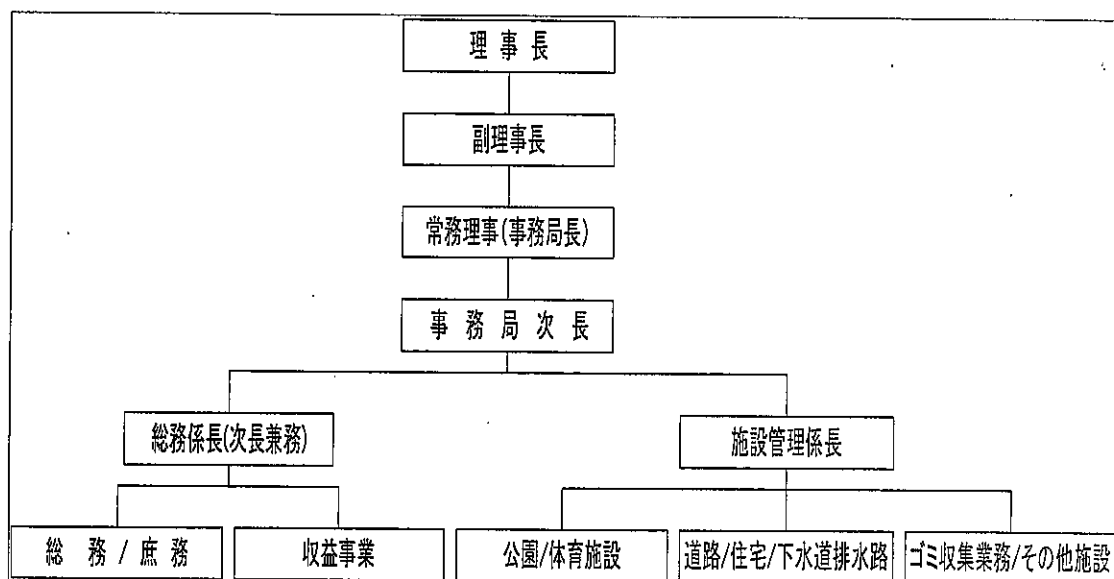 理事長
副理事長
常務理事(事務局長)
事務局次長
総務係長(次長兼務)
施設管理係長
総務/庶務
収益事業
公園/体育施設
道路/住宅/下水道排水路
ゴミ収集業務/その他施設